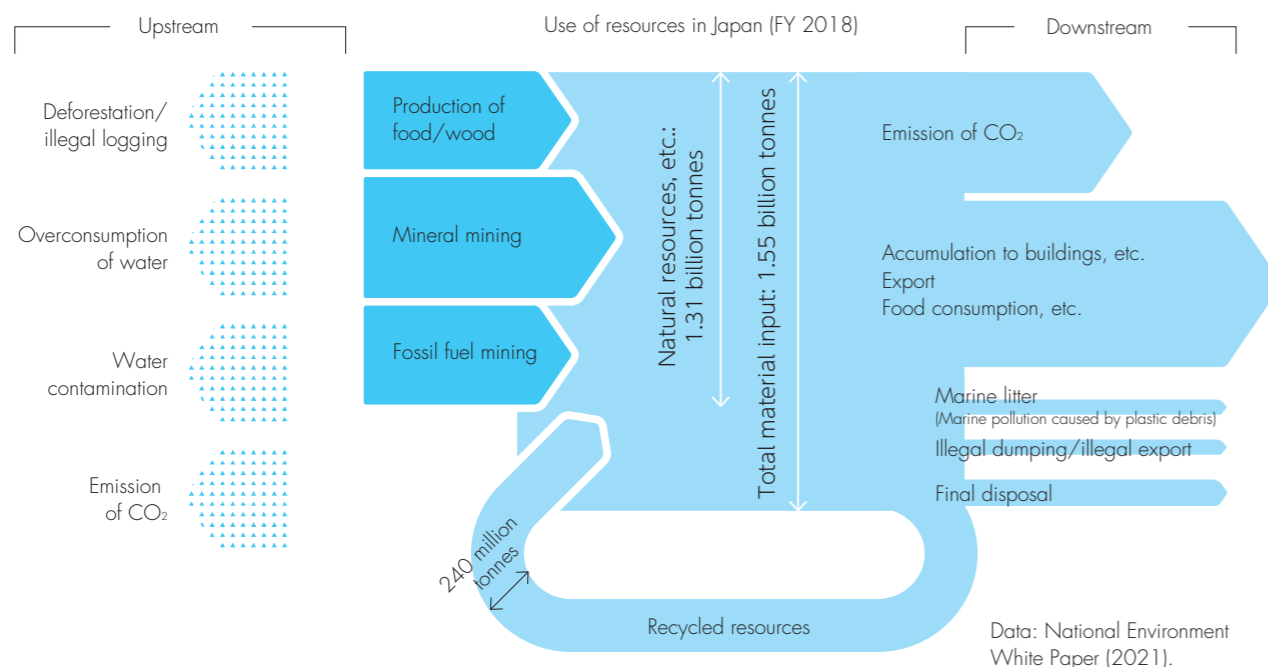 Upstream
Use of resources in Japan (FY 2018)
Downstream
Deforestation/
illegal logging
Overconsumption
of water
Water
contamination
Emission
of CO₂
Production of
food/wood
Mineral mining
Fossil fuel mining
Natural resources, etc.:
1.31 billion tonnes
Total material input: 1.55 billion tonnes
Emission of CO₂
Accumulation to buildings, etc.
Export
Food consumption, etc.
Marine litter
(Marine pollution caused by plastic debris)
Illegal dumping/illegal export
Final disposal
240 million
tonnes
Recycled resources
Data: National Environment
White Paper (2021).